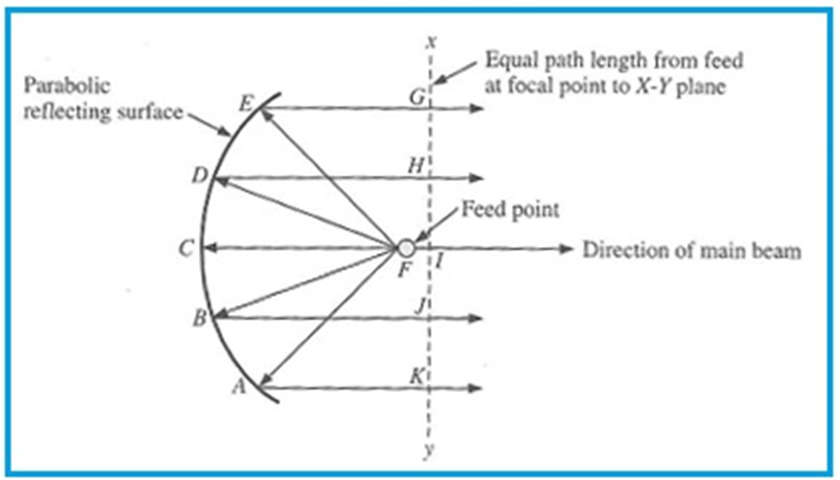 x
Equal path length from feed
at focal point to X-Y plane
Parabolic
reflecting surface
E
G
D
H
Feed point
C
F
I
Direction of main beam
B
J
A
K
y